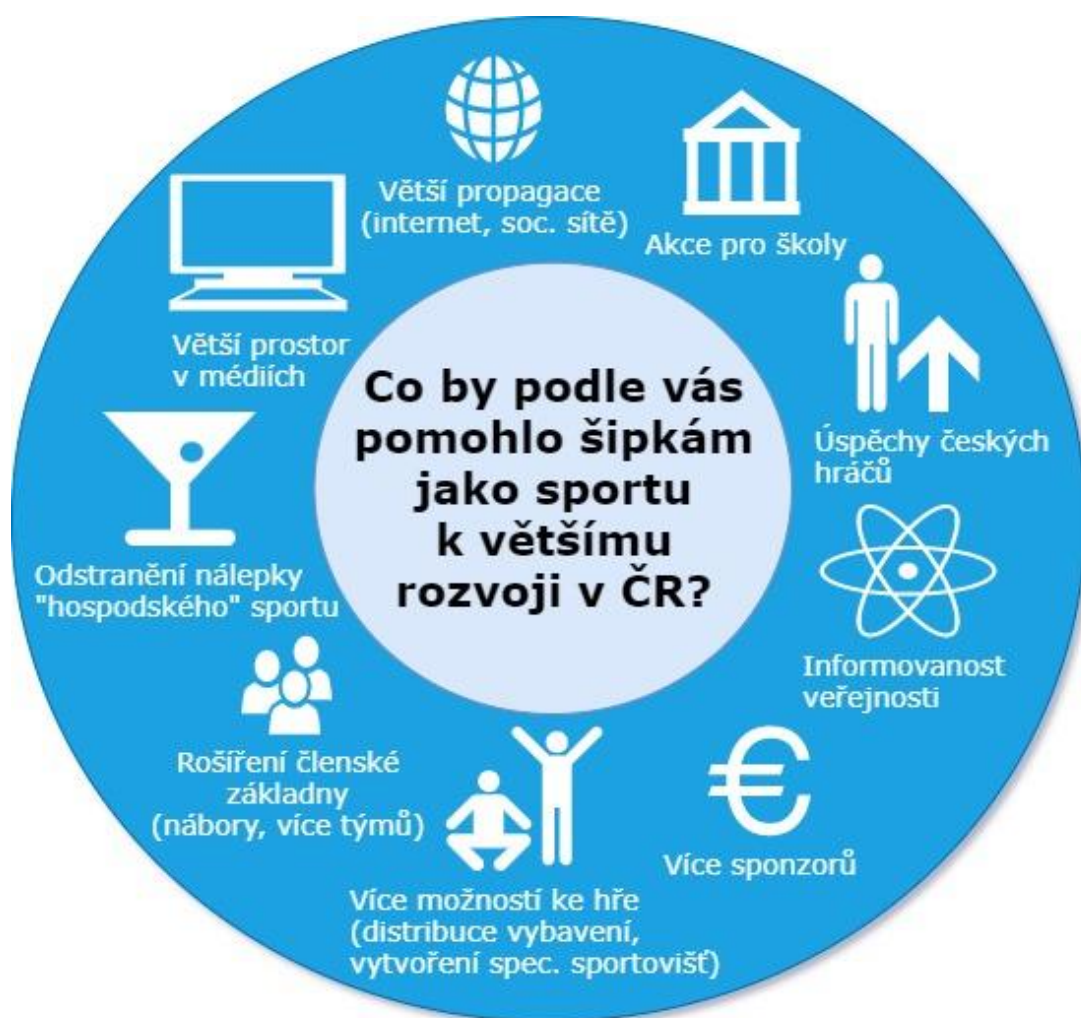 Větší propagace
(internet, soc. sítě)
Akce pro školy
Úspěchy českých
hráčů
Informovanost
veřejnosti
Více sponzorů
Více možností ke hře
(distribuce vybavení,
vytvoření spec. sportovišť)
Rošíření členské
základny
(nábory, více týmů)
Odstranění nálepky
"hospodského" sportu
Větší prostor
v médiích
Co by podle vás
pomohlo šipkám
jako sportu
k většímu
rozvoji v ČR?